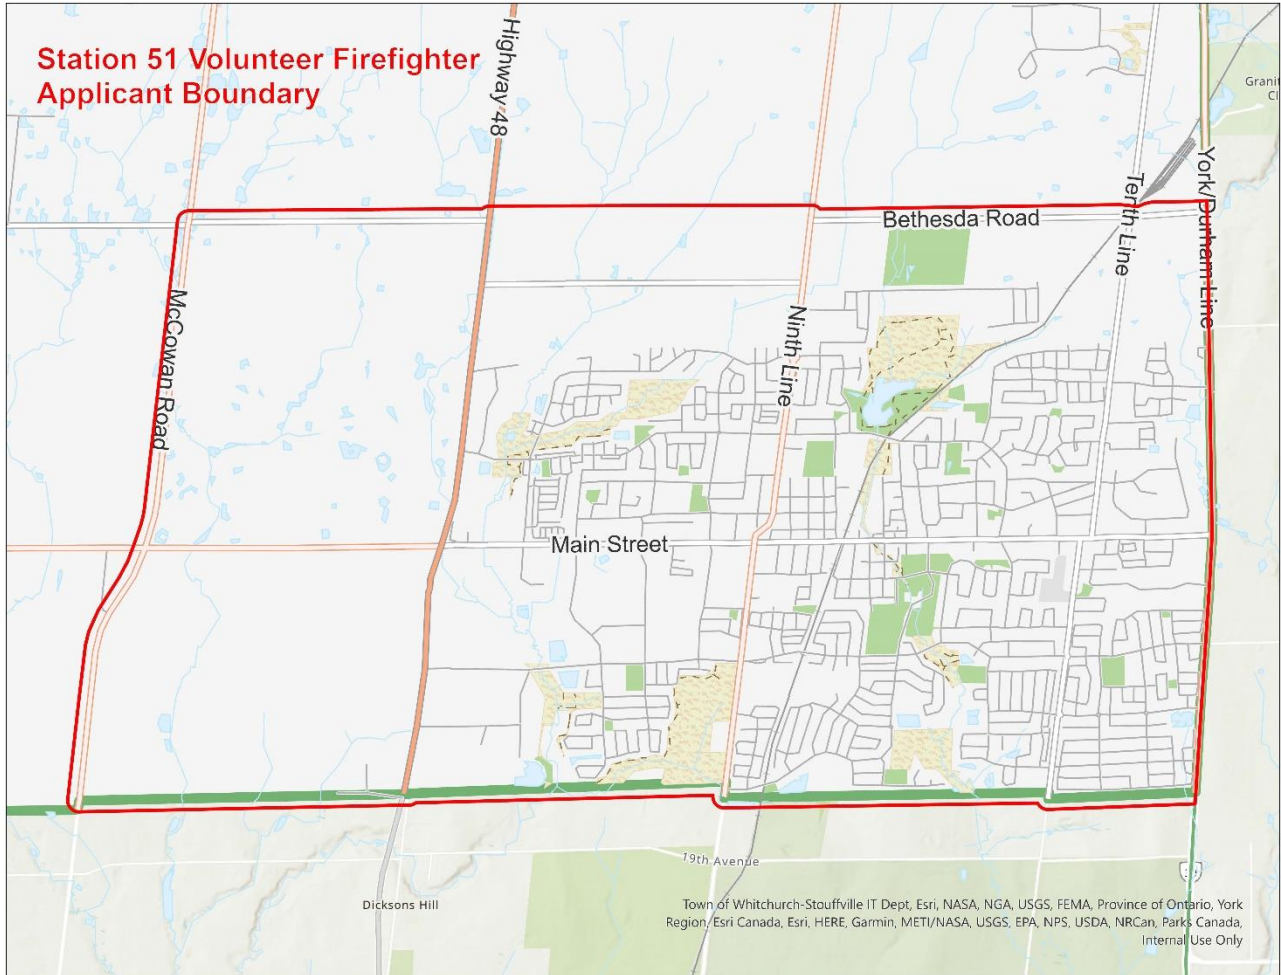 Station 51 Volunteer Firefighter
Applicant Boundary
Highway 48
Granit
Cl
York/Durham Line
Tenth Line
Bethesda Road
McCowan Road
Ninth Line
Main Street
19th Avenue
Dicksons Hill
Town of Whitchurch-Stouffville IT Dept, Esri, NASA, NGA, USGS, FEMA, Province of Ontario, York
Region, Esri Canada, Esri, HERE, Garmin, METI/NASA, USGS, EPA, NPS, USDA, NRCan, Parks Canada,
Internal Use Only